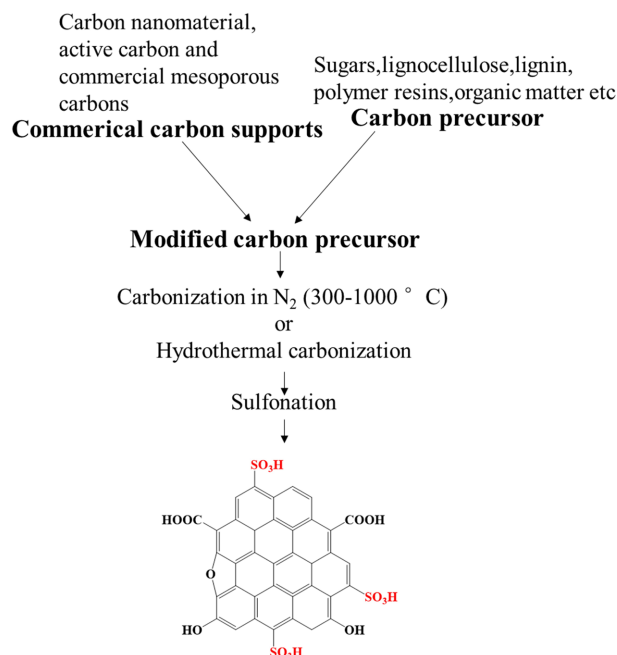 Carbon nanomaterial,
active carbon and
commercial mesoporous
carbons
Commerical carbon supports
Sugars,lignocellulose,lignin,
polymer resins,organic matter etc
Carbon precursor
Modified carbon precursor
Carbonization in N₂ (300-1000 ° C)
or
Hydrothermal carbonization
Sulfonation
SO₃H
HOOC
COOH
O
SO₃H
HO
OH
SO₃H